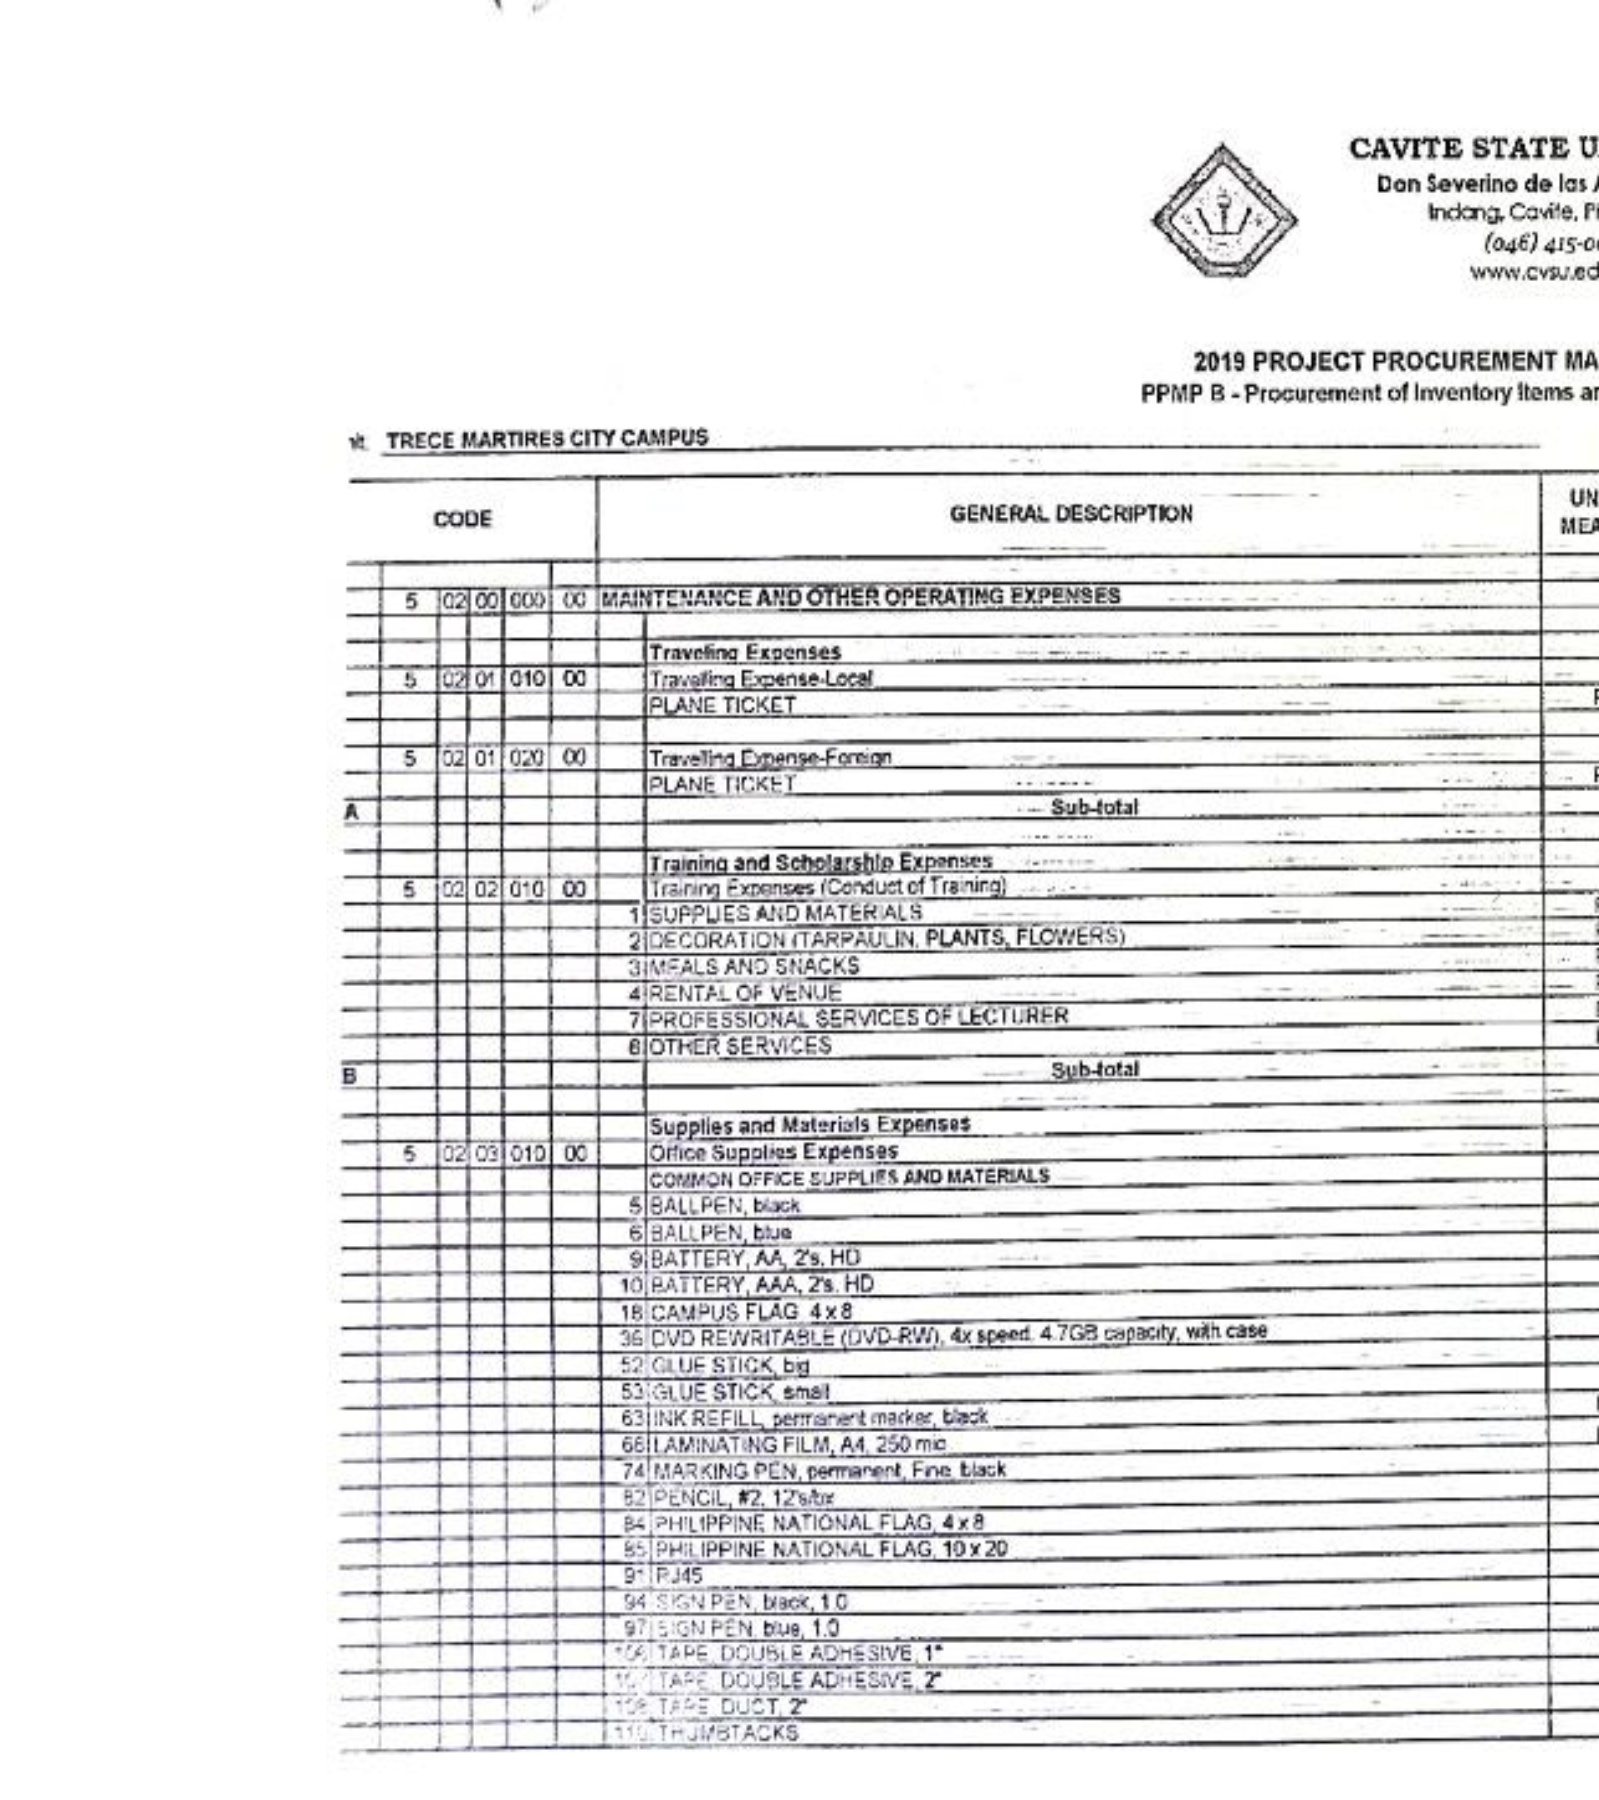 CAVITE STATE U
Don Severino de las A
Indang, Cavite, P
(046) 415-0
www.cvsu.ed
2019 PROJECT PROCUREMENT MA
PPMP B - Procurement of Inventory Items a
TRECE MARTIRES CITY CAMPUS
CODE GENERAL DESCRIPTION UN
MEA
5 02 00 000 00 MAINTENANCE AND OTHER OPERATING EXPENSES
Traveling Expenses
5 02 01 010 00 Travelling Expense-Local
PLANE TICKET
5 02 01 020 00 Travelling Expense-Foreign
PLANE TICKET
A Sub-total
Training and Scholarship Expenses
5 02 02 010 00 Training Expenses (Conduct of Training)
1 SUPPLIES AND MATERIALS
2 DECORATION (TARPAULIN, PLANTS, FLOWERS)
3 MEALS AND SNACKS
4 RENTAL OF VENUE
7 PROFESSIONAL SERVICES OF LECTURER
8 OTHER SERVICES
B Sub-total
Supplies and Materials Expenses
5 02 03 010 00 Office Supplies Expenses
COMMON OFFICE SUPPLIES AND MATERIALS
5 BALLPEN, black
6 BALLPEN, blue
9 BATTERY, AA, 2's, HD
10 BATTERY, AAA, 2's, HD
18 CAMPUS FLAG 4 x 8
36 DVD REWRITABLE (DVD-RW), 4x speed, 4.7GB capacity, with case
52 GLUE STICK, big
53 GLUE STICK, small
63 INK REFILL, permanent marker, black
66 LAMINATING FILM, A4, 250 mic
74 MARKING PEN, permanent, Fine, black
82 PENCIL, #2, 12's/bx
84 PHILIPPINE NATIONAL FLAG, 4 x 8
85 PHILIPPINE NATIONAL FLAG, 10 x 20
91 RJ45
94 SIGN PEN, black, 1.0
97 SIGN PEN, blue, 1.0
TAPE, DOUBLE ADHESIVE, 1"
TAPE, DOUBLE ADHESIVE, 2"
TAPE, DUCT, 2"
THUMBTACKS